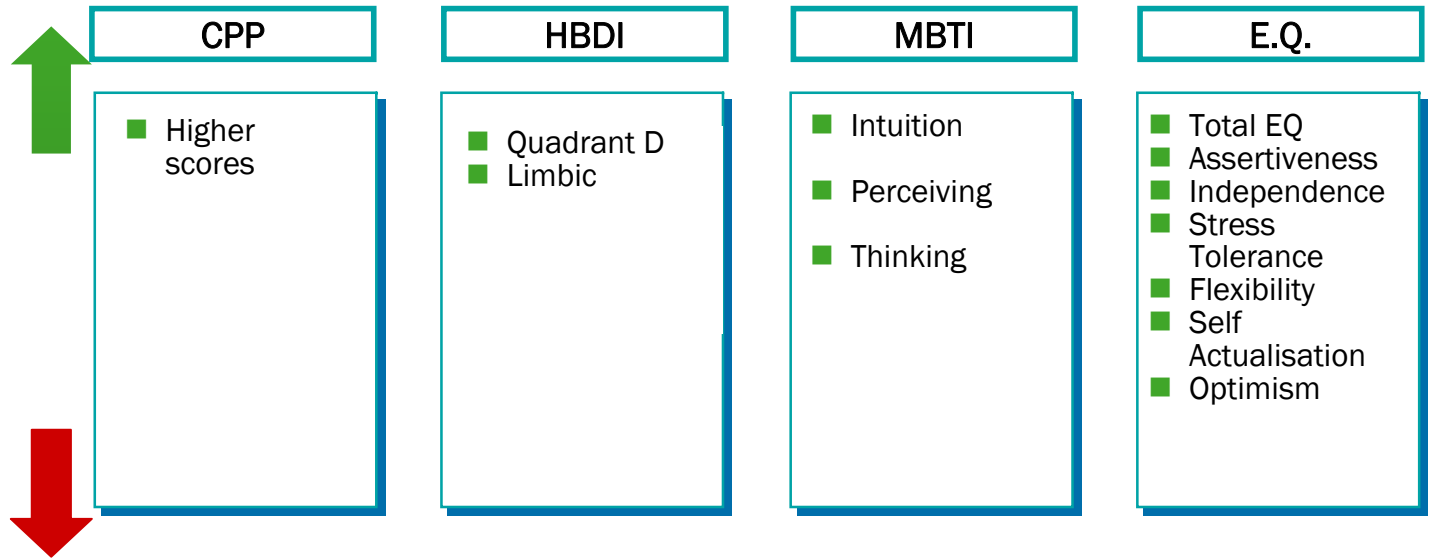 CPP
HBDI
MBTI
E.Q.
Higher
scores
Quadrant D
Limbic
Intuition
Perceiving
Thinking
Total EQ
Assertiveness
Independence
Stress
Tolerance
Flexibility
Self
Actualisation
Optimism